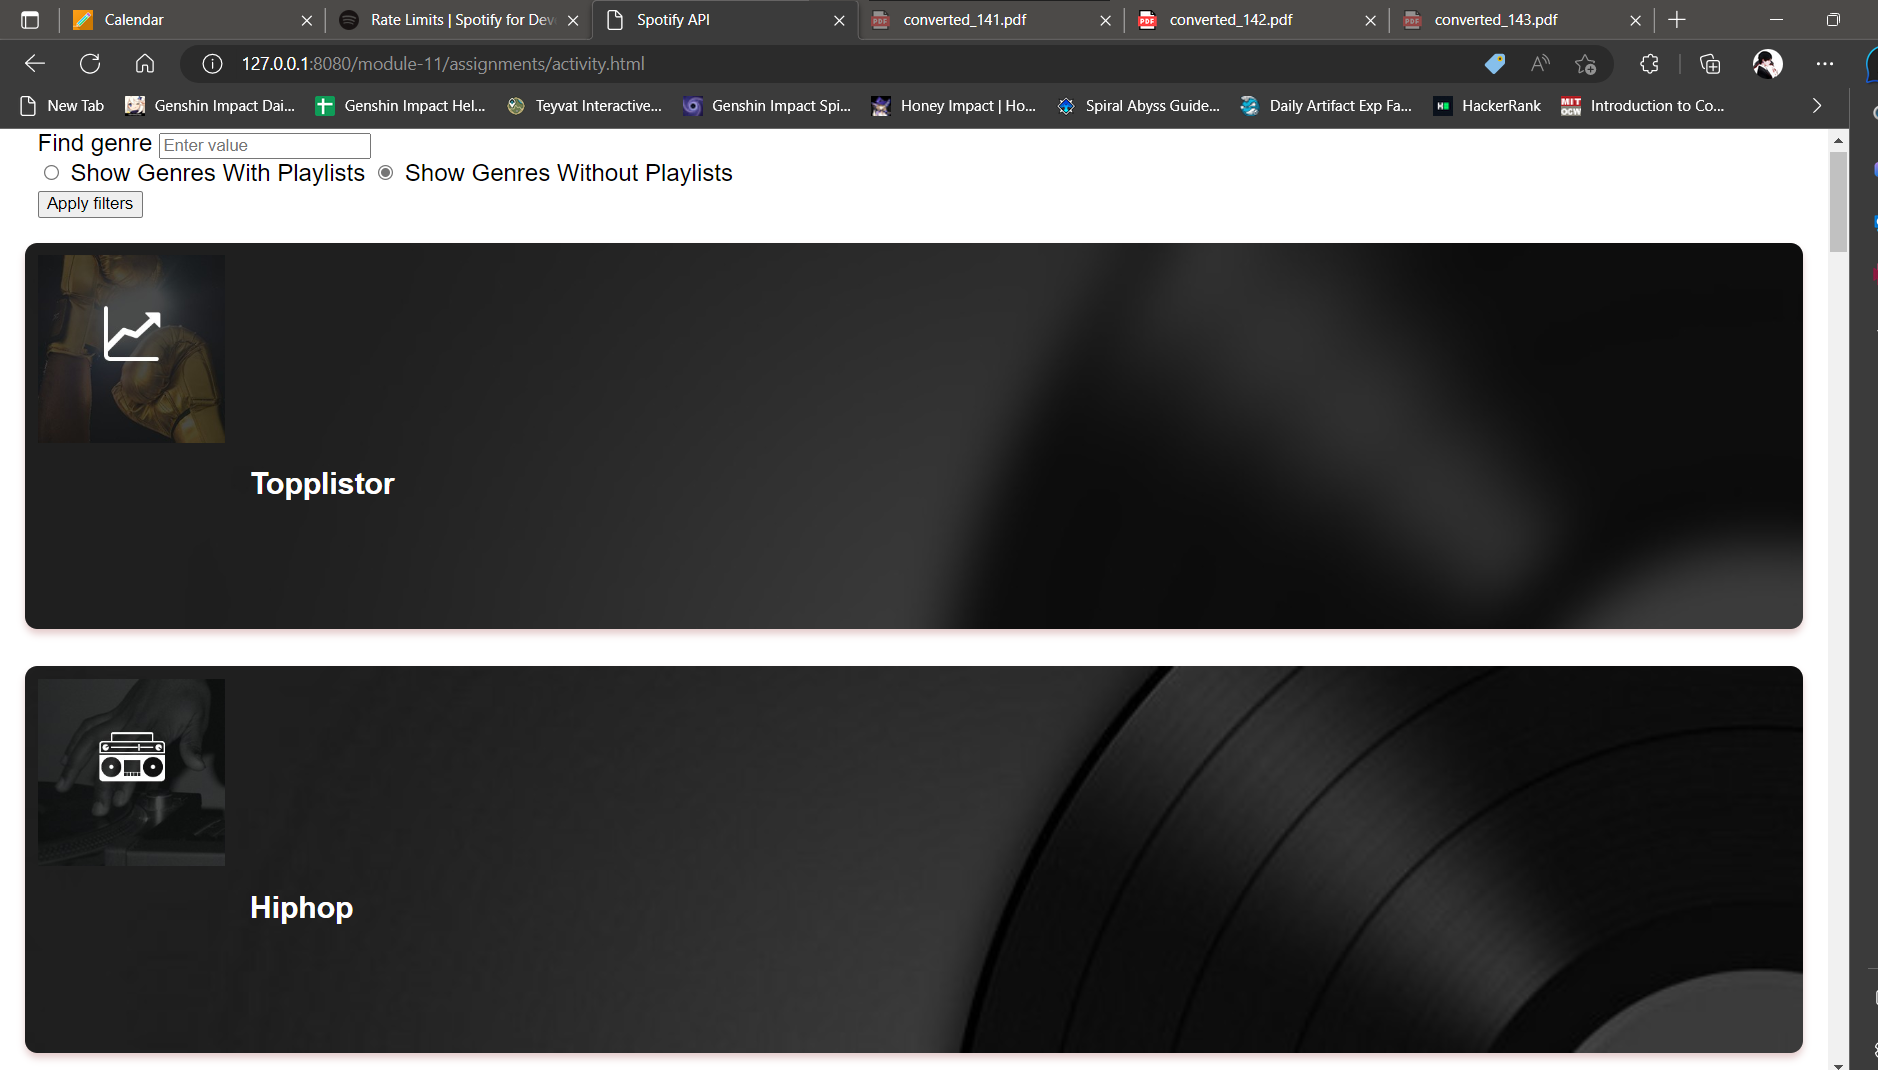 Calendar
Rate Limits | Spotify for Dev
Spotify API
converted_141.pdf
converted_142.pdf
converted_143.pdf
127.0.0.1:8080/module-11/assignments/activity.html
New Tab
Genshin Impact Dai...
Genshin Impact Hel...
Teyvat Interactive...
Genshin Impact Spi...
Honey Impact | Ho...
Spiral Abyss Guide...
Daily Artifact Exp Fa...
HackerRank
MIT OCW Introduction to Co...
Find genre Enter value
Show Genres With Playlists Show Genres Without Playlists
Apply filters
Topplistor
Hiphop